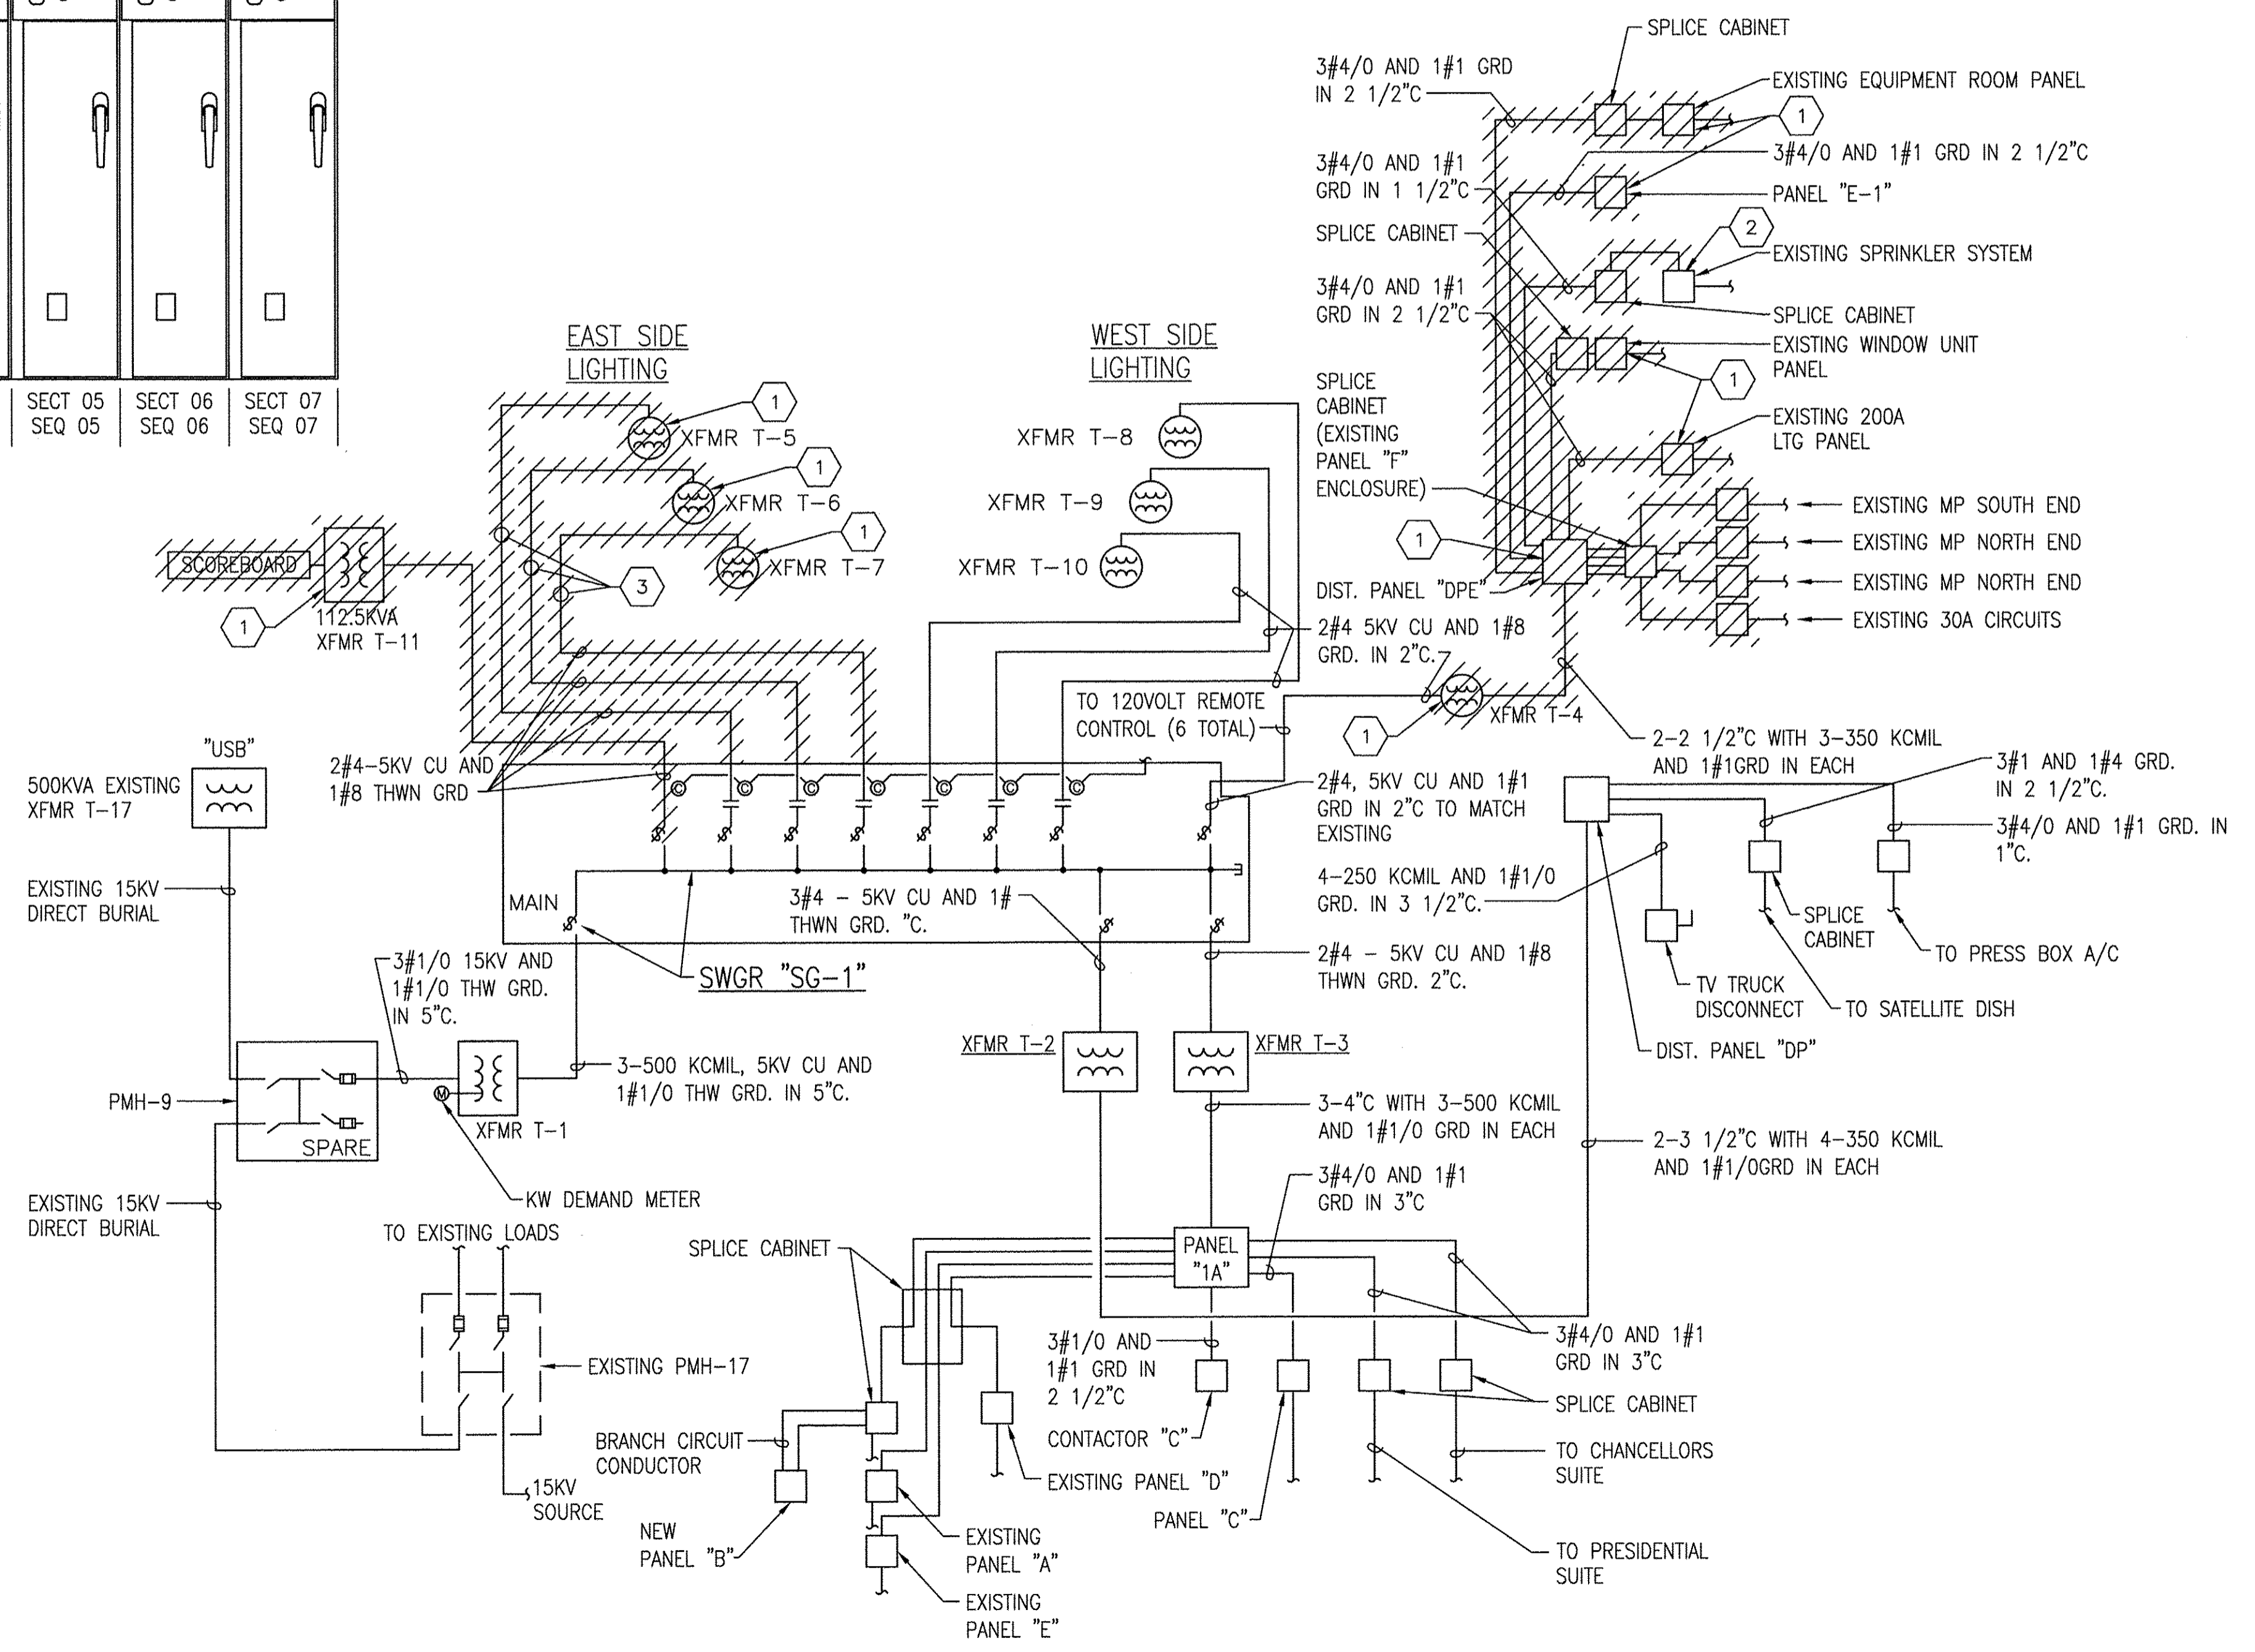 SECT 05
SEQ 05
SECT 06
SEQ 06
SECT 07
SEQ 07
EAST SIDE
LIGHTING
WEST SIDE
LIGHTING
1
XFMR T-5
1
XFMR T-6
1
XFMR T-7
3
XFMR T-8
XFMR T-9
XFMR T-10
SCOREBOARD
1
112.5KVA
XFMR T-11
3#4/0 AND 1#1 GRD
IN 2 1/2"C
SPLICE CABINET
EXISTING EQUIPMENT ROOM PANEL
1
3#4/0 AND 1#1 GRD IN 2 1/2"C
3#4/0 AND 1#1
GRD IN 1 1/2"C
PANEL "E-1"
SPLICE CABINET
2
EXISTING SPRINKLER SYSTEM
3#4/0 AND 1#1
GRD IN 2 1/2"C
SPLICE CABINET
EXISTING WINDOW UNIT
PANEL
1
SPLICE
CABINET
(EXISTING
PANEL "F"
ENCLOSURE)
EXISTING 200A
LTG PANEL
EXISTING MP SOUTH END
EXISTING MP NORTH END
EXISTING MP NORTH END
EXISTING 30A CIRCUITS
1
DIST. PANEL "DPE"
2#4 5KV CU AND 1#8
GRD. IN 2"C.
TO 120VOLT REMOTE
CONTROL (6 TOTAL)
1
XFMR T-4
2-2 1/2"C WITH 3-350 KCMIL
AND 1#1GRD IN EACH
"USB"
500KVA EXISTING
XFMR T-17
2#4-5KV CU AND
1#8 THWN GRD
C
C
C
C
C
C
C
2#4, 5KV CU AND 1#1
GRD IN 2"C TO MATCH
EXISTING
3#1 AND 1#4 GRD.
IN 2 1/2"C.
3#4/0 AND 1#1 GRD. IN
1"C.
EXISTING 15KV
DIRECT BURIAL
MAIN
3#4 - 5KV CU AND 1#
THWN GRD. "C.
4-250 KCMIL AND 1#1/0
GRD. IN 3 1/2"C.
SPLICE
CABINET
TO PRESS BOX A/C
3#1/0 15KV AND
1#1/0 THW GRD.
IN 5"C.
SWGR "SG-1"
2#4 - 5KV CU AND 1#8
THWN GRD. 2"C.
TV TRUCK
DISCONNECT
TO SATELLITE DISH
DIST. PANEL "DP"
XFMR T-2
XFMR T-3
3-500 KCMIL, 5KV CU AND
1#1/0 THW GRD. IN 5"C.
PMH-9
M
XFMR T-1
SPARE
3-4"C WITH 3-500 KCMIL
AND 1#1/0 GRD IN EACH
2-3 1/2"C WITH 4-350 KCMIL
AND 1#1/0GRD IN EACH
KW DEMAND METER
EXISTING 15KV
DIRECT BURIAL
3#4/0 AND 1#1
GRD IN 3"C
TO EXISTING LOADS
SPLICE CABINET
PANEL
"1A"
3#1/0 AND
1#1 GRD IN
2 1/2"C
3#4/0 AND 1#1
GRD IN 3"C
EXISTING PMH-17
SPLICE CABINET
BRANCH CIRCUIT
CONDUCTOR
CONTACTOR "C"
TO CHANCELLORS
SUITE
15KV
SOURCE
EXISTING PANEL "D"
PANEL "C"
NEW
PANEL "B"
EXISTING
PANEL "A"
TO PRESIDENTIAL
SUITE
EXISTING
PANEL "E"